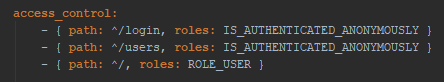 access_control:
    - { path: ^/login, roles: IS_AUTHENTICATED_ANONYMOUSLY }
    - { path: ^/users, roles: IS_AUTHENTICATED_ANONYMOUSLY }
    - { path: ^/, roles: ROLE_USER }